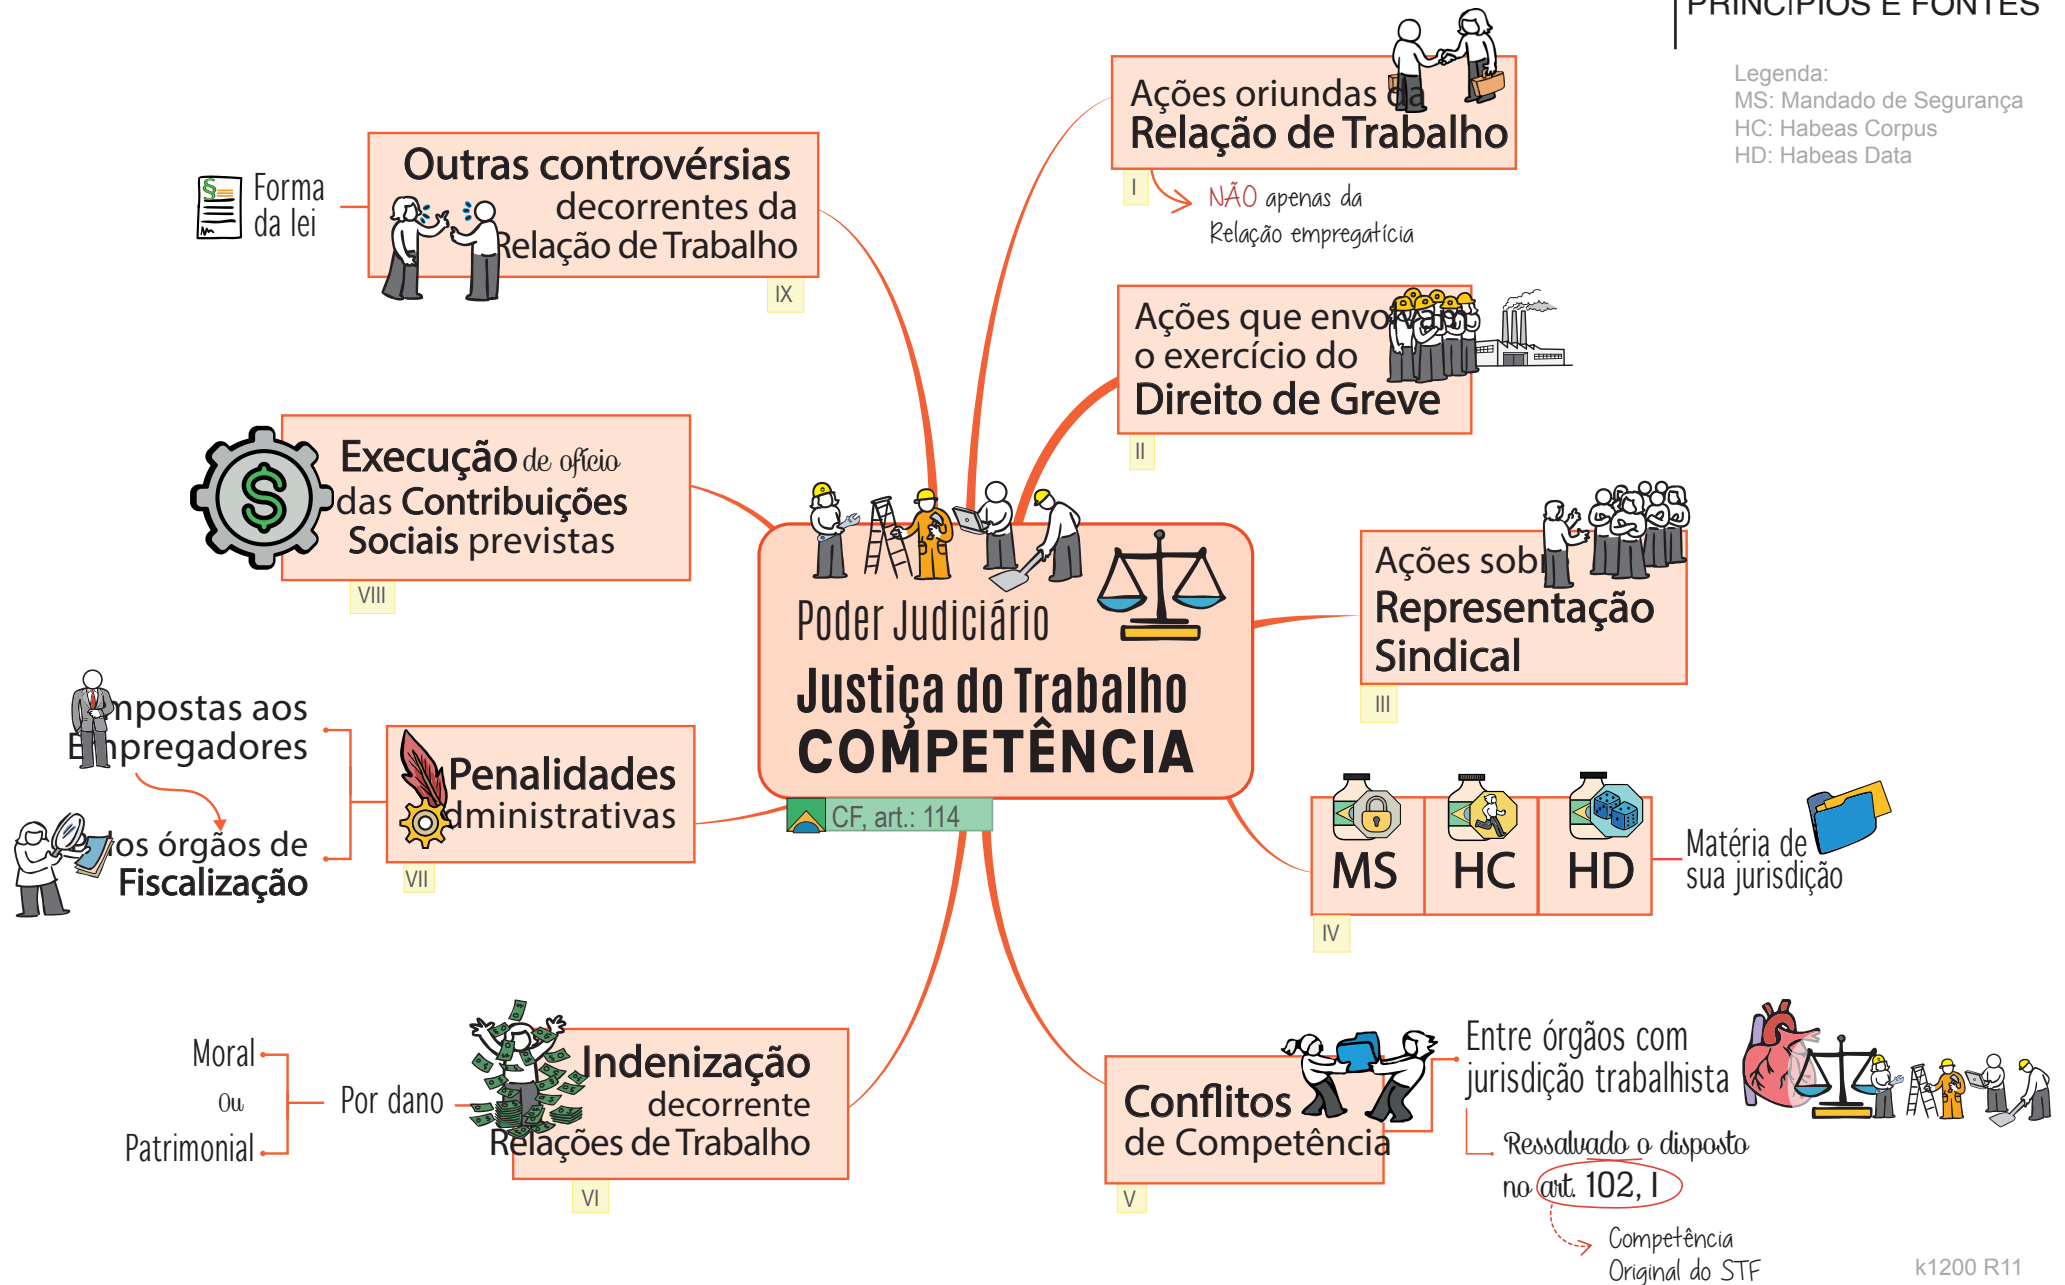 PRINCÍPIOS E FONTES
Legenda:
MS: Mandado de Segurança
HC: Habeas Corpus
HD: Habeas Data
Poder Judiciário
Justiça do Trabalho
COMPETÊNCIA
CF, art.: 114
Ações oriundas da
Relação de Trabalho
I
NÃO apenas da
Relação empregatícia
Ações que envolvam
o exercício do
Direito de Greve
II
Ações sob
Representação
Sindical
III
MS
HC
HD
IV
Matéria de
sua jurisdição
Conflitos
de Competência
V
Entre órgãos com
jurisdição trabalhista
Ressalvado o disposto
no art. 102, I
Competência
Original do STF
Indenização
decorrente
Relações de Trabalho
VI
Por dano
Moral
ou
Patrimonial
Penalidades
dministrativas
VII
mpostas aos
Empregadores
os órgãos de
Fiscalização
Execução de ofício
das Contribuições
Sociais previstas
VIII
Outras controvérsias
decorrentes da
Relação de Trabalho
IX
Forma
da lei
k1200 R11